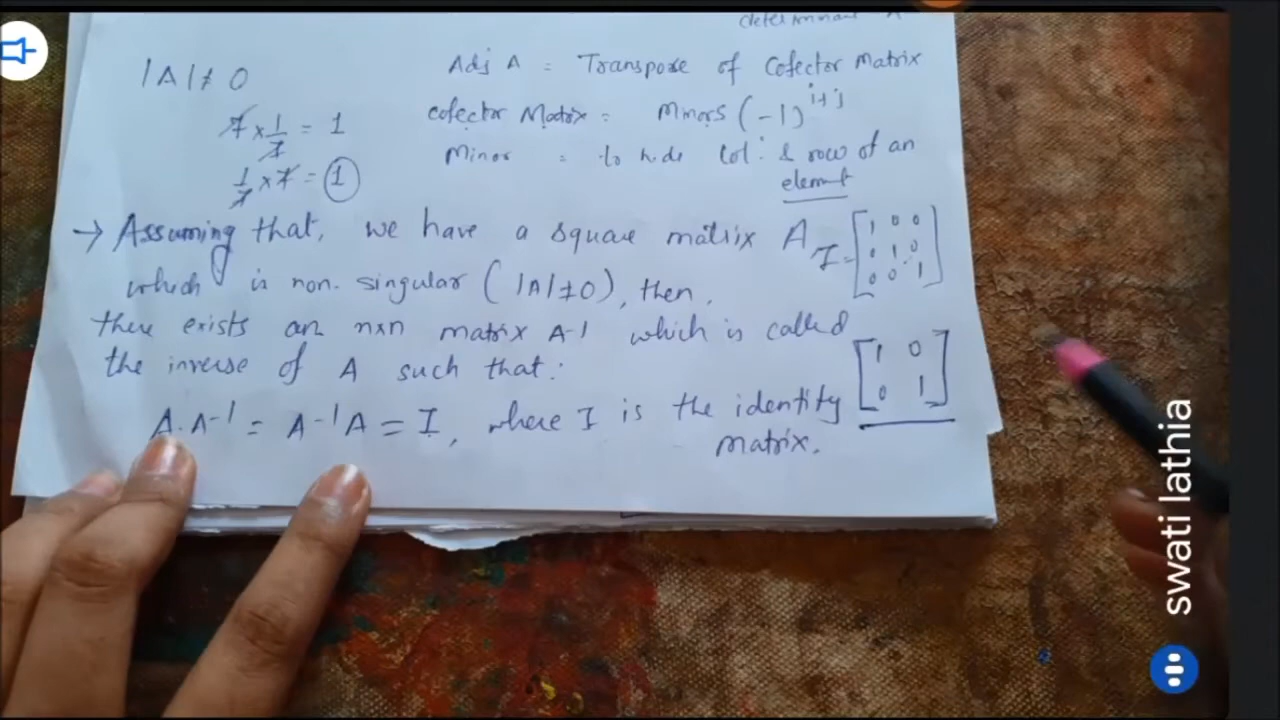 determinant
|A| ≠ 0
Adj A = Transpose of Cofector Matrix
7 x 1/7 = 1
cofector Matrix = Minors (-1)^i+j
Minor = to hide Col: & row of an
1/7 x 7 = 1
element
→ Assuming that, we have a square matrix A
I = [1 0 0
0 1 0
0 0 1]
which is non-singular (|A| ≠ 0), then,
there exists an nxn matrix A-1 which is called
the inverse of A such that:
[1 0
0 1]
A·A-1 = A-1A = I, where I is the identity
matrix.
swati lathia